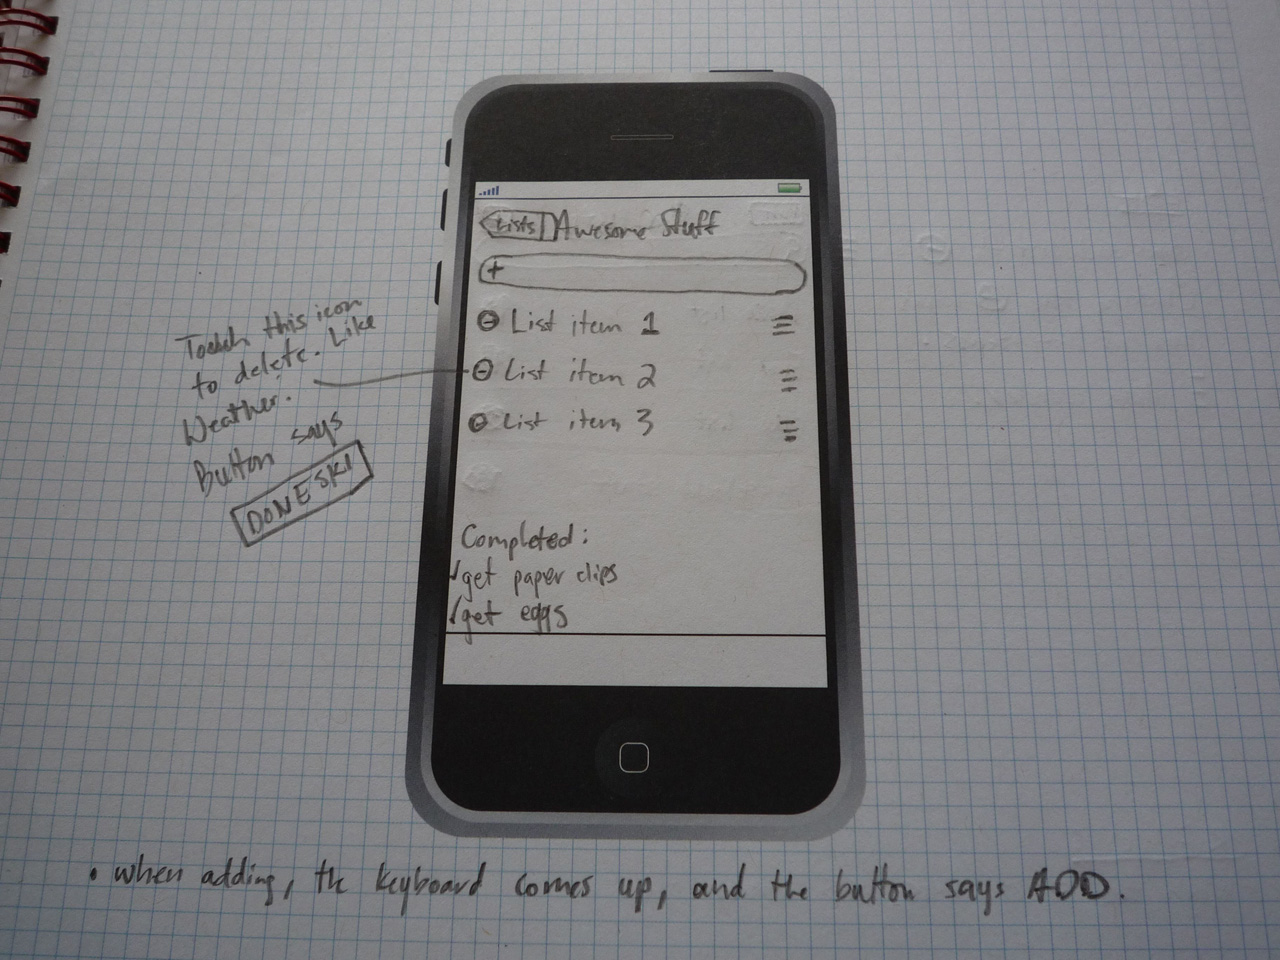 Lists Awesome Stuff
+
List item 1
List item 2
List item 3
Completed:
✓get paper clips
✓get eggs
Touch this icon
to delete. Like
Weather.
Button says
DONESKI
• when adding, the keyboard comes up, and the button says ADD.